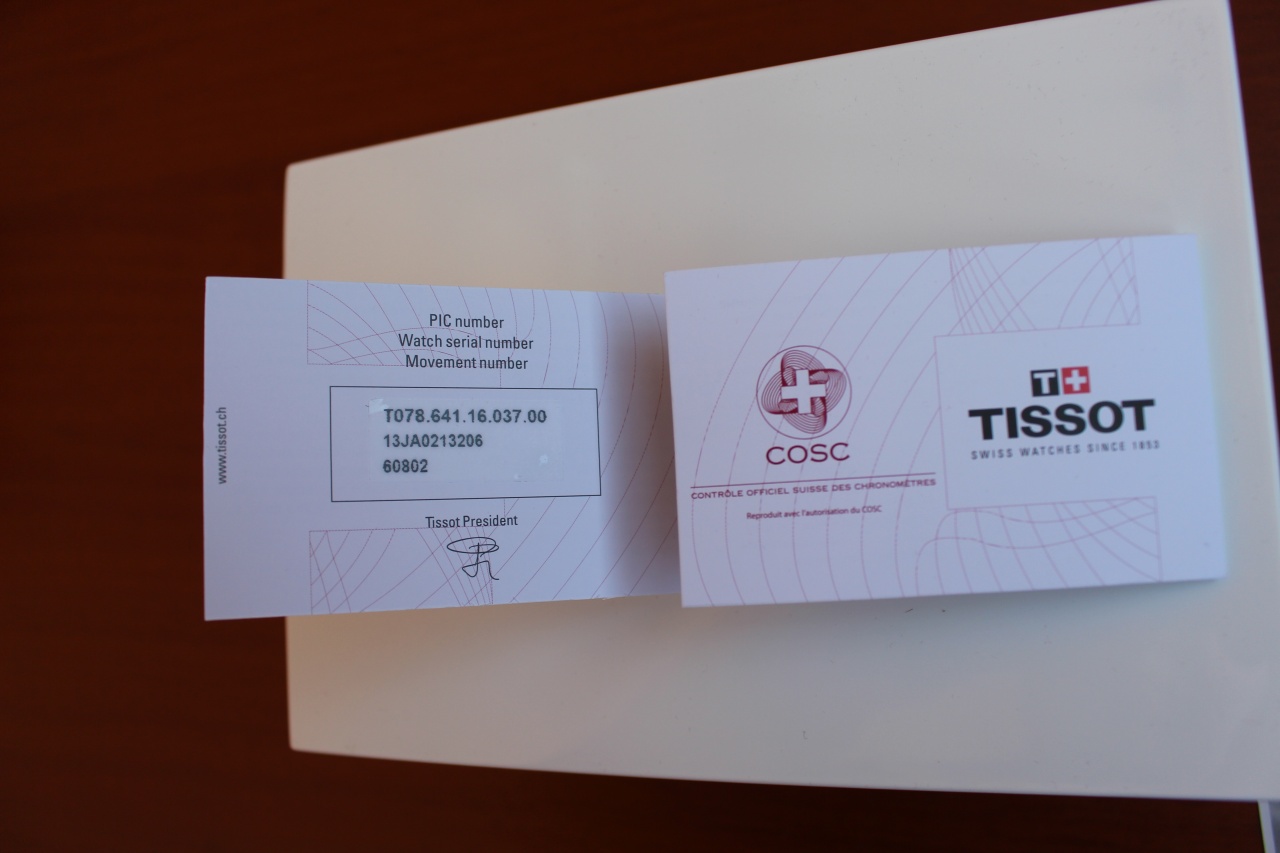 www.tissot.ch
PIC number
Watch serial number
Movement number
T078.641.16.037.00
13JA0213206
60802
Tissot President
COSC
CONTRÔLE OFFICIEL SUISSE DES CHRONOMÈTRES
Reproduit avec l'autorisation du COSC
T+
TISSOT
SWISS WATCHES SINCE 1853